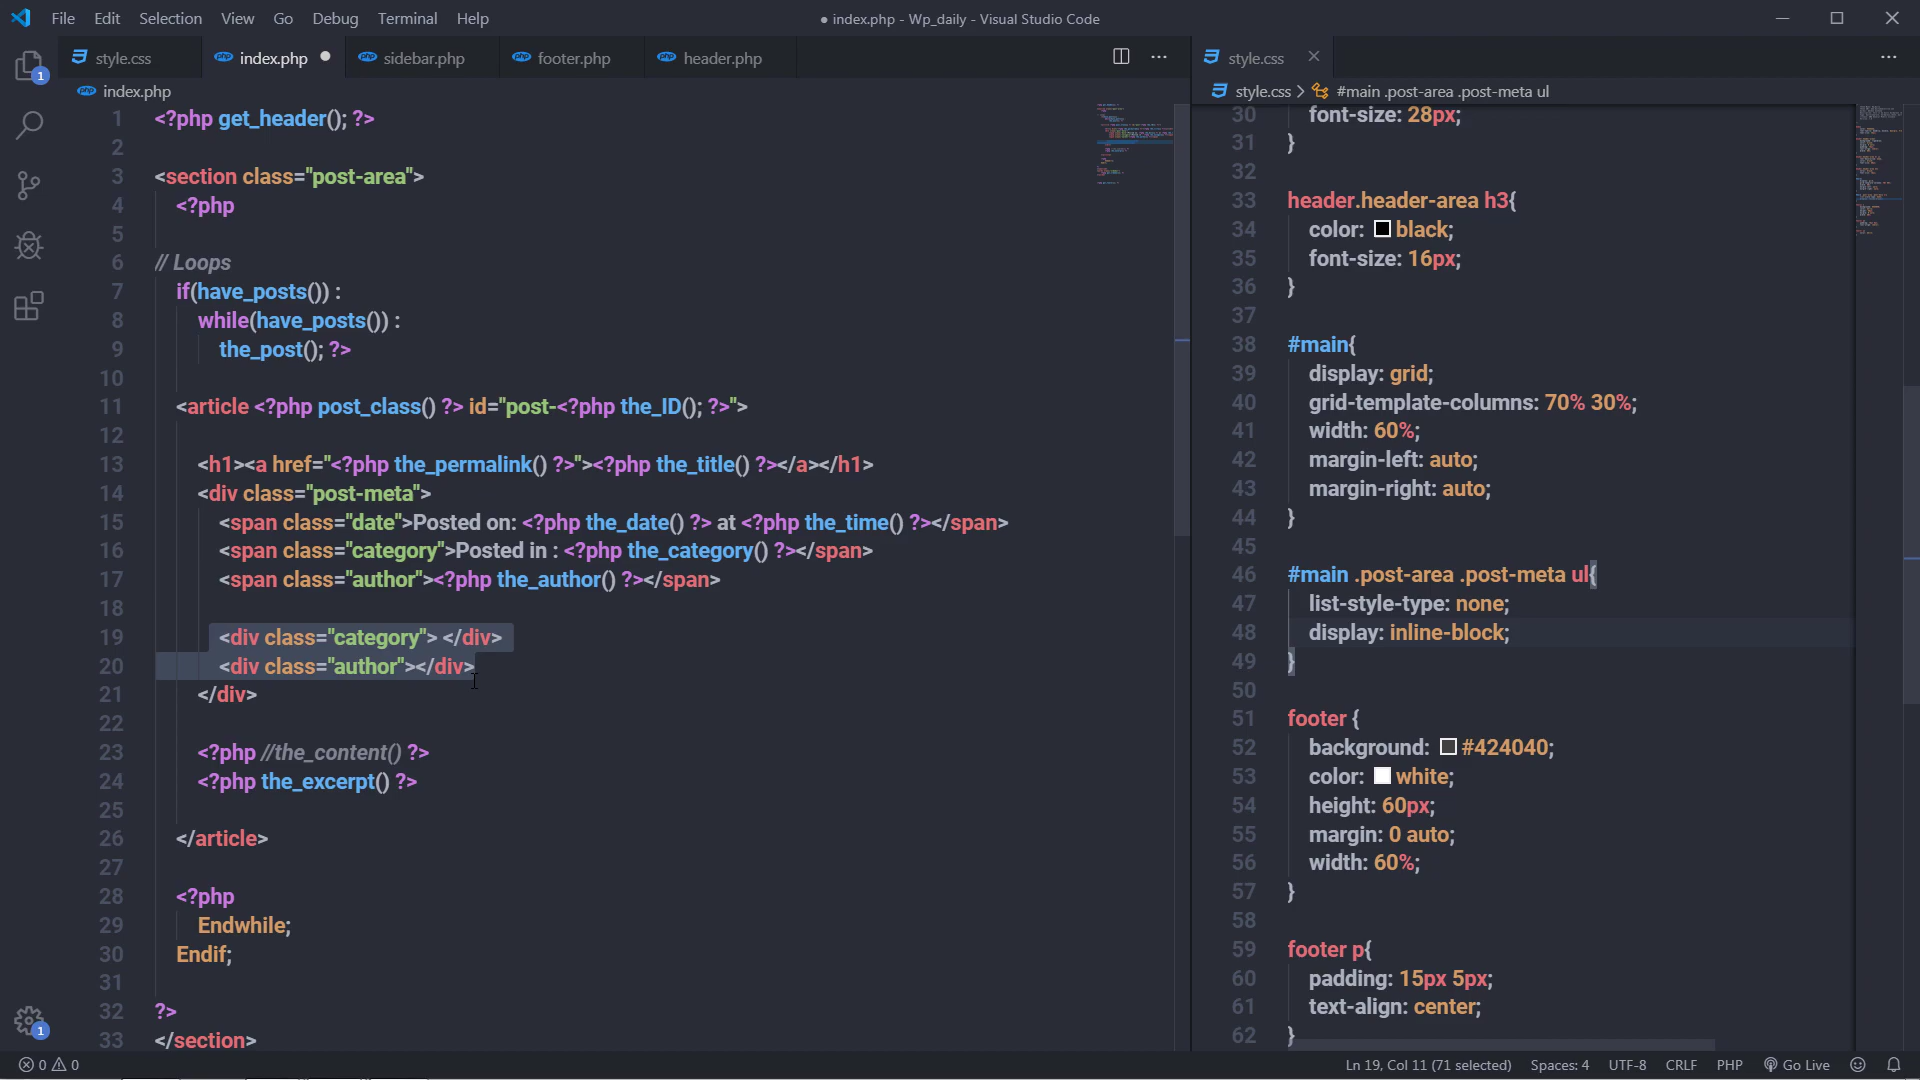 File Edit Selection View Go Debug Terminal Help
● index.php - Wp_daily - Visual Studio Code
style.css
index.php
sidebar.php
footer.php
header.php
index.php
1 <?php get_header(); ?>
2
3 <section class="post-area">
4 <?php
5
6 // Loops
7 if(have_posts()) :
8 while(have_posts()) :
9 the_post(); ?>
10
11 <article <?php post_class() ?> id="post-<?php the_ID(); ?>">
12
13 <h1><a href="<?php the_permalink() ?>"><?php the_title() ?></a></h1>
14 <div class="post-meta">
15 <span class="date">Posted on: <?php the_date() ?> at <?php the_time() ?></span>
16 <span class="category">Posted in : <?php the_category() ?></span>
17 <span class="author"><?php the_author() ?></span>
18
19 <div class="category"> </div>
20 <div class="author"></div>
21 </div>
22
23 <?php //the_content() ?>
24 <?php the_excerpt() ?>
25
26 </article>
27
28 <?php
29 Endwhile;
30 Endif;
31
32 ?>
33 </section>
style.css
style.css > #main .post-area .post-meta ul
30 font-size: 28px;
31 }
32
33 header.header-area h3{
34 color: black;
35 font-size: 16px;
36 }
37
38 #main{
39 display: grid;
40 grid-template-columns: 70% 30%;
41 width: 60%;
42 margin-left: auto;
43 margin-right: auto;
44 }
45
46 #main .post-area .post-meta ul{
47 list-style-type: none;
48 display: inline-block;
49 }
50
51 footer {
52 background: #424040;
53 color: white;
54 height: 60px;
55 margin: 0 auto;
56 width: 60%;
57 }
58
59 footer p{
60 padding: 15px 5px;
61 text-align: center;
62 }
1
1
0 0
Ln 19, Col 11 (71 selected) Spaces: 4 UTF-8 CRLF PHP Go Live